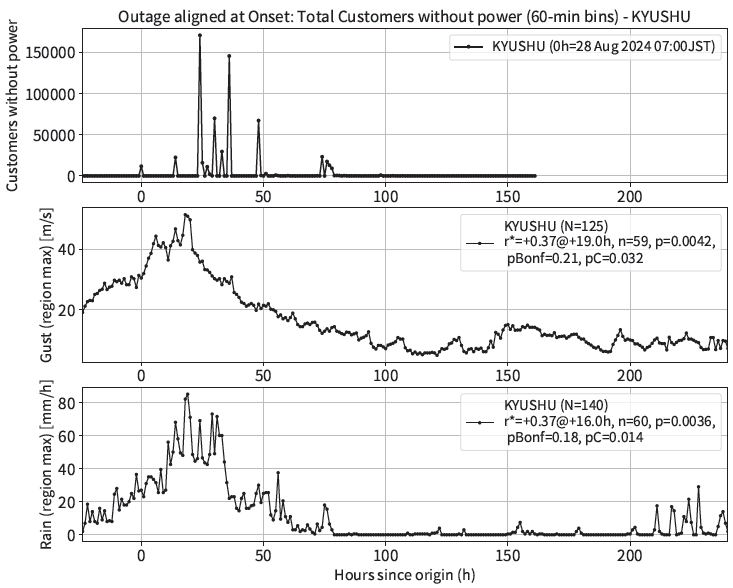 Outage aligned at Onset: Total Customers without power (60-min bins) - KYUSHU
Customers without power
150000
100000
50000
0
KYUSHU (0h=28 Aug 2024 07:00JST)
0 50 100 150 200
Gust (region max) [m/s]
40
20
KYUSHU (N=125)
r*=+0.37@+19.0h, n=59, p=0.0042,
pBonf=0.21, pC=0.032
0 50 100 150 200
Rain (region max) [mm/h]
80
60
40
20
0
KYUSHU (N=140)
r*=+0.37@+16.0h, n=60, p=0.0036,
pBonf=0.18, pC=0.014
0 50 100 150 200
Hours since origin (h)